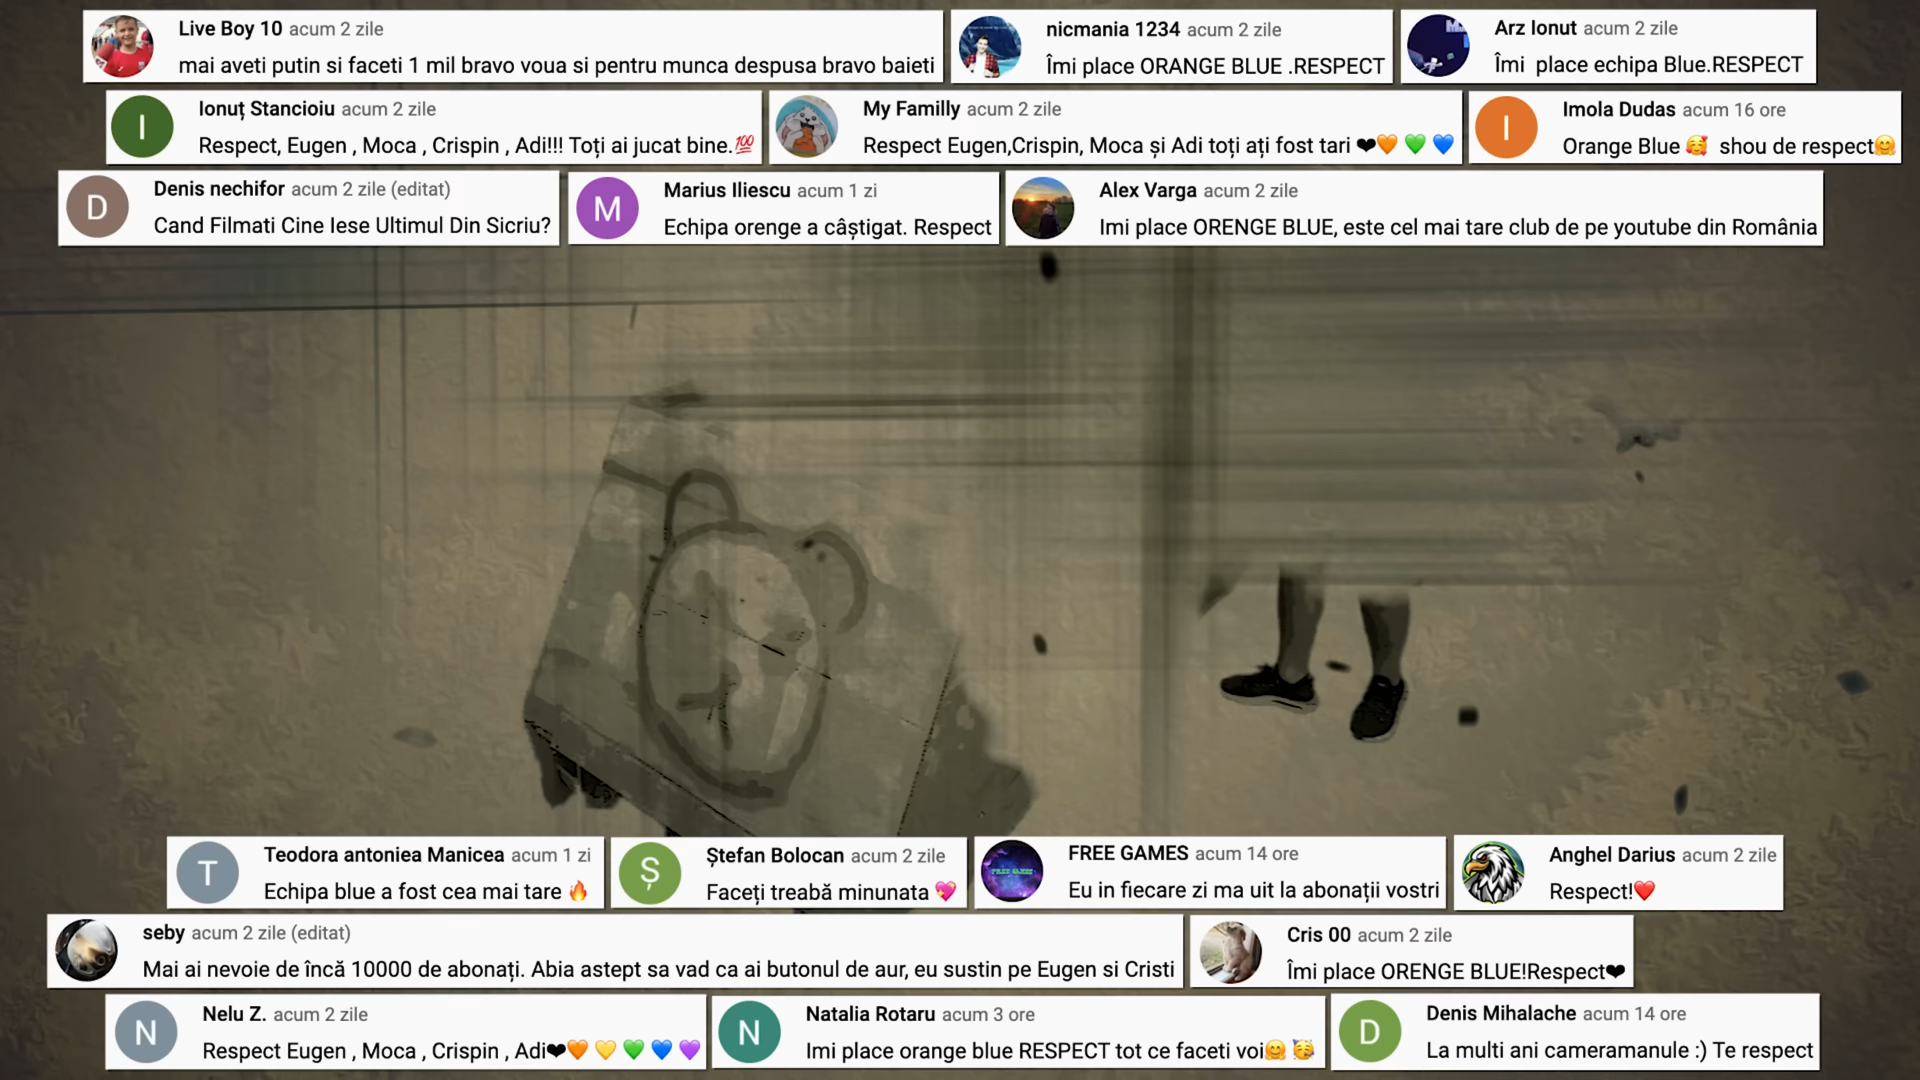 Live Boy 10 acum 2 zile
mai aveti putin si faceti 1 mil bravo voua si pentru munca despusa bravo baieti
nicmania 1234 acum 2 zile
Îmi place ORANGE BLUE .RESPECT
Arz Ionut acum 2 zile
Îmi place echipa Blue.RESPECT
I
Ionuț Stancioiu acum 2 zile
Respect, Eugen , Moca , Crispin , Adi!!! Toți ai jucat bine.💯
My Familly acum 2 zile
Respect Eugen,Crispin, Moca și Adi toți ați fost tari ❤🧡 💚 💙
I
Imola Dudas acum 16 ore
Orange Blue 🥰 shou de respect🤗
D
Denis nechifor acum 2 zile (editat)
Cand Filmati Cine Iese Ultimul Din Sicriu?
M
Marius Iliescu acum 1 zi
Echipa orenge a câștigat. Respect
Alex Varga acum 2 zile
Imi place ORENGE BLUE, este cel mai tare club de pe youtube din România
T
Teodora antoniea Manicea acum 1 zi
Echipa blue a fost cea mai tare 🔥
Ș
Ștefan Bolocan acum 2 zile
Faceți treabă minunata 💖
FREE GAMES
FREE GAMES acum 14 ore
Eu in fiecare zi ma uit la abonații vostri
Anghel Darius acum 2 zile
Respect!❤️
seby acum 2 zile (editat)
Mai ai nevoie de încă 10000 de abonați. Abia astept sa vad ca ai butonul de aur, eu sustin pe Eugen si Cristi
Cris 00 acum 2 zile
Îmi place ORENGE BLUE!Respect❤
N
Nelu Z. acum 2 zile
Respect Eugen , Moca , Crispin , Adi❤🧡 💛 💚 💙 💜
N
Natalia Rotaru acum 3 ore
Imi place orange blue RESPECT tot ce faceti voi🤗 🥳
D
Denis Mihalache acum 14 ore
La multi ani cameramanule :) Te respect